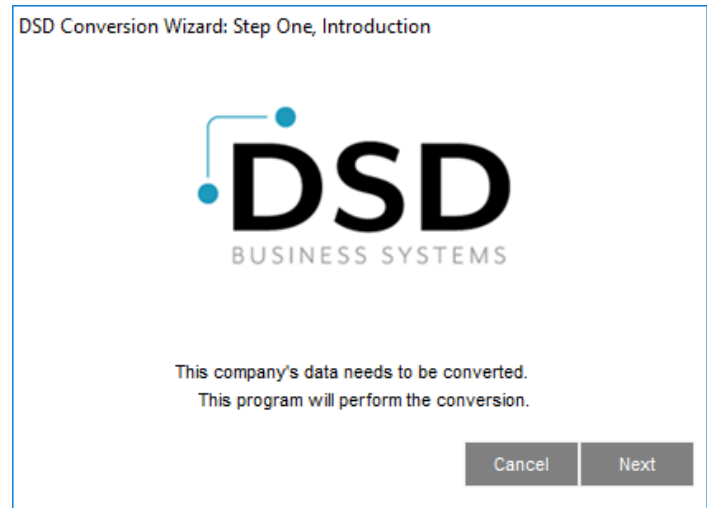 DSD Conversion Wizard: Step One, Introduction
DSD
BUSINESS SYSTEMS
This company's data needs to be converted.
This program will perform the conversion.
Cancel Next